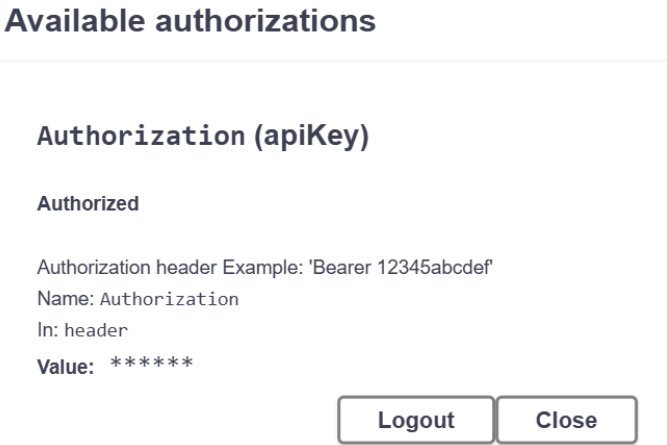 Available authorizations
Authorization (apiKey)
Authorized
Authorization header Example: 'Bearer 12345abcdef'
Name: Authorization
In: header
Value: ******
Logout Close